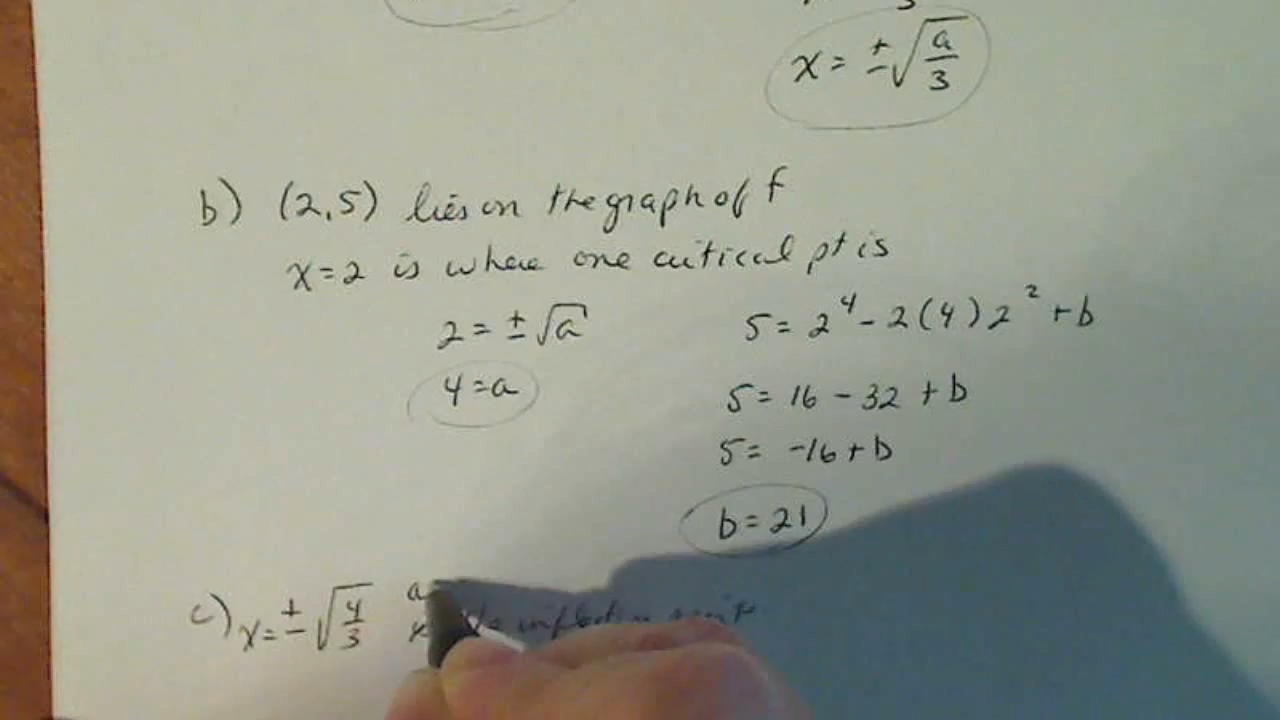 x = ± √(a/3)
b) (2,5) lies on the graph of f
x = 2 is where one critical pt is
2 = ± √a
4 = a
5 = 2⁴ - 2(4)2² + b
5 = 16 - 32 + b
5 = -16 + b
b = 21
c) x = ± √(4/3) a
x inflection